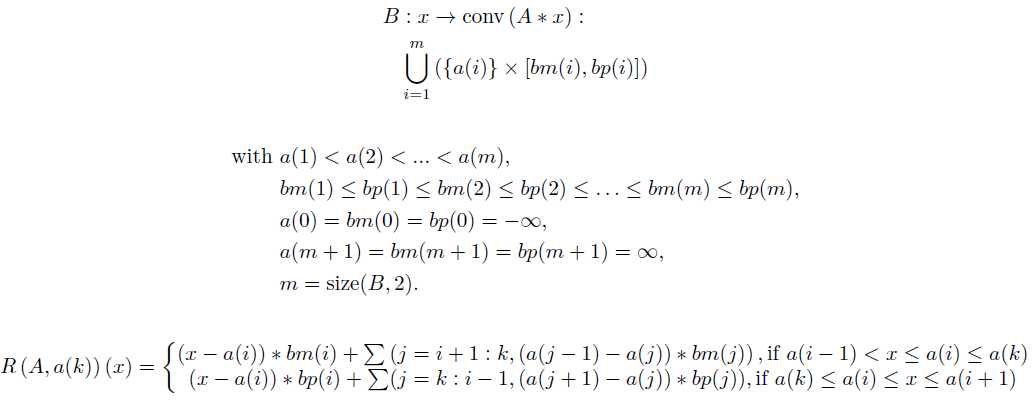 B : x → conv (A ∗ x) :
m
⋃ ({a(i)} × [bm(i), bp(i)])
i=1
with a(1) < a(2) < ... < a(m),
bm(1) ≤ bp(1) ≤ bm(2) ≤ bp(2) ≤ . . . ≤ bm(m) ≤ bp(m),
a(0) = bm(0) = bp(0) = −∞,
a(m + 1) = bm(m + 1) = bp(m + 1) = ∞,
m = size(B, 2).
R (A, a(k)) (x) = { (x − a(i)) ∗ bm(i) + ∑ (j = i + 1 : k, (a(j − 1) − a(j)) ∗ bm(j)) , if a(i − 1) < x ≤ a(i) ≤ a(k)
(x − a(i)) ∗ bp(i) + ∑(j = k : i − 1, (a(j + 1) − a(j)) ∗ bp(j)), if a(k) ≤ a(i) ≤ x ≤ a(i + 1)